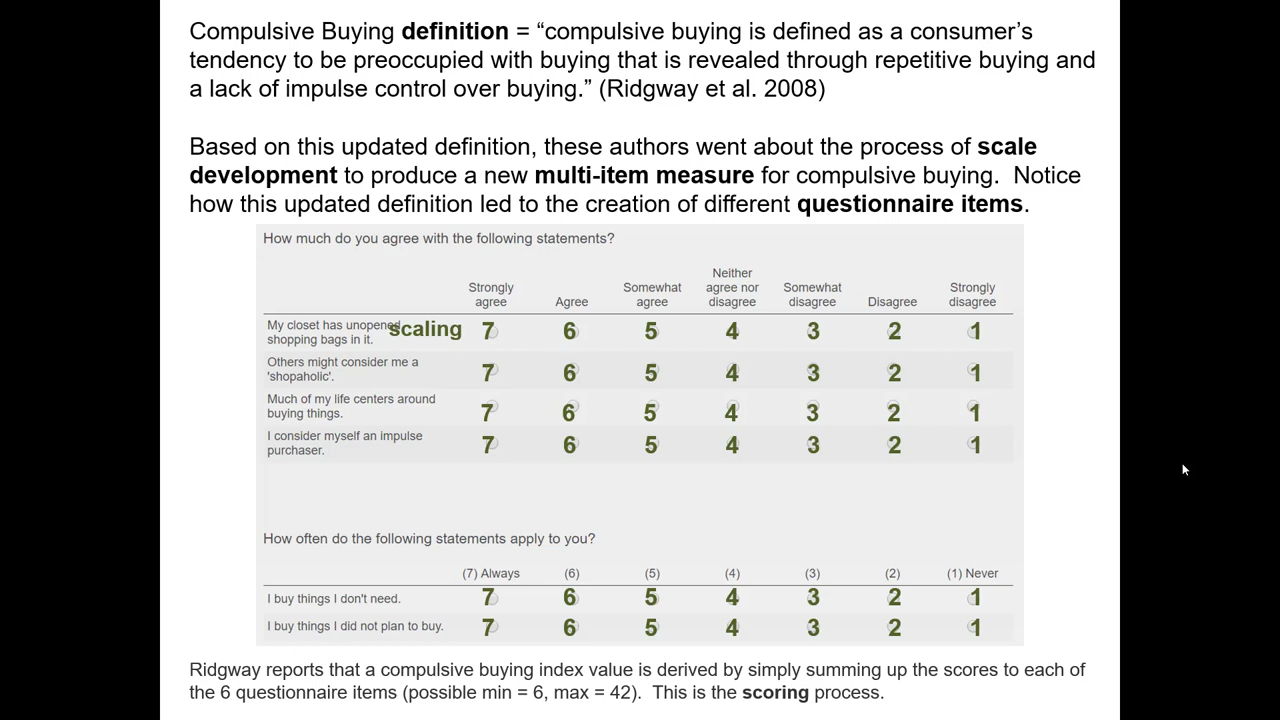 Compulsive Buying definition = “compulsive buying is defined as a consumer’s
tendency to be preoccupied with buying that is revealed through repetitive buying and
a lack of impulse control over buying.” (Ridgway et al. 2008)
Based on this updated definition, these authors went about the process of scale
development to produce a new multi-item measure for compulsive buying.  Notice
how this updated definition led to the creation of different questionnaire items.
How much do you agree with the following statements?
Strongly agree  Agree  Somewhat agree  Neither agree nor disagree  Somewhat disagree  Disagree  Strongly disagree
My closet has unopened
shopping bags in it.
scaling 7 6 5 4 3 2 1
Others might consider me a
'shopaholic'.
7 6 5 4 3 2 1
Much of my life centers around
buying things.
7 6 5 4 3 2 1
I consider myself an impulse
purchaser.
7 6 5 4 3 2 1
How often do the following statements apply to you?
(7) Always (6) (5) (4) (3) (2) (1) Never
I buy things I don't need. 7 6 5 4 3 2 1
I buy things I did not plan to buy. 7 6 5 4 3 2 1
Ridgway reports that a compulsive buying index value is derived by simply summing up the scores to each of
the 6 questionnaire items (possible min = 6, max = 42).  This is the scoring process.